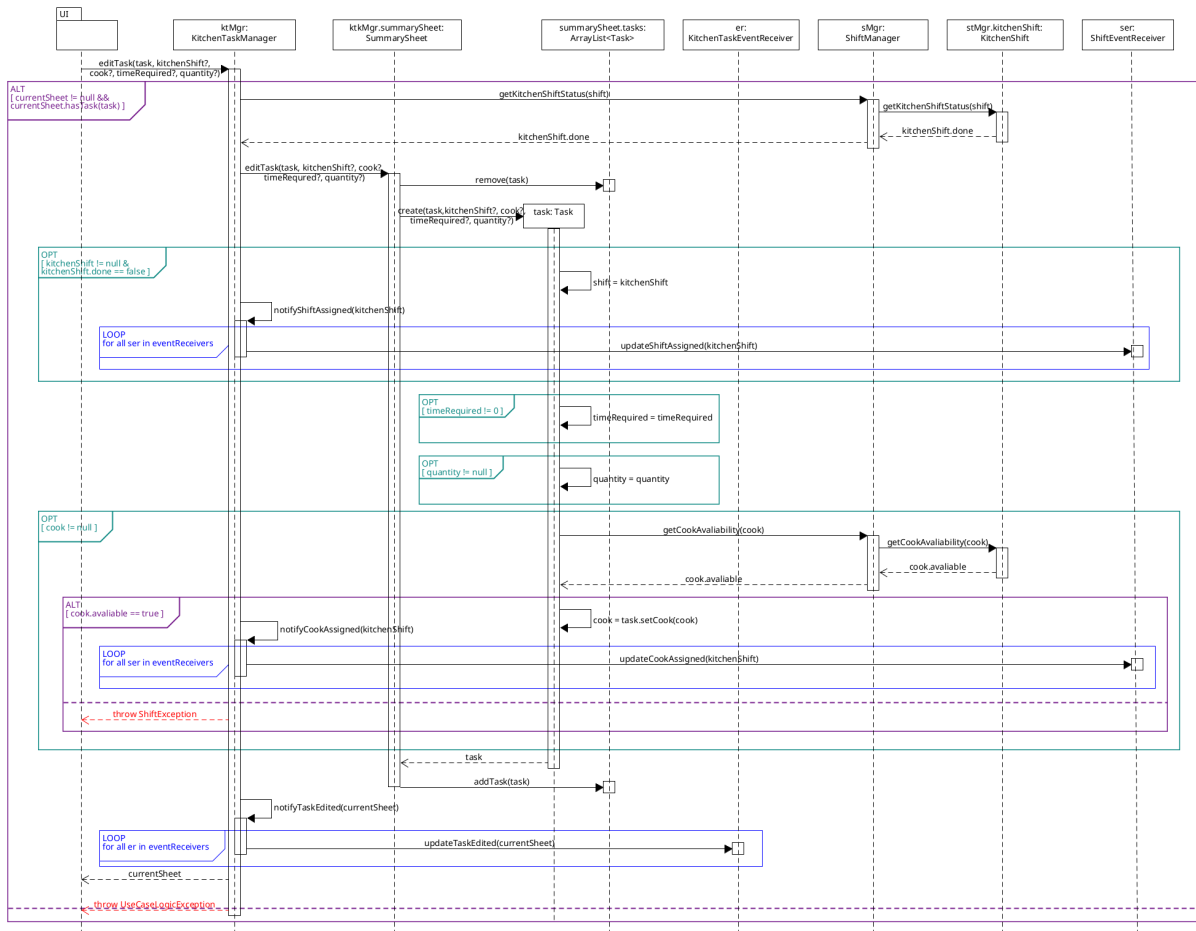 UI
ktMgr:
KitchenTaskManager
ktkMgr.summarySheet:
SummarySheet
summarySheet.tasks:
ArrayList<Task>
er:
KitchenTaskEventReceiver
sMgr:
ShiftManager
stMgr.kitchenShift:
KitchenShift
ser:
ShiftEventReceiver
editTask(task, kitchenShift?,
cook?, timeRequired?, quantity?)
ALT
[ currentSheet != null &&
currentSheet.hasTask(task) ]
getKitchenShiftStatus(shift)
getKitchenShiftStatus(shift)
kitchenShift.done
kitchenShift.done
editTask(task, kitchenShift?, cook?,
timeRequred?, quantity?)
remove(task)
create(task,kitchenShift?, cook?,
timeRequired?, quantity?)
task: Task
OPT
[ kitchenShift != null &
kitchenShift.done == false ]
shift = kitchenShift
notifyShiftAssigned(kitchenShift)
LOOP
for all ser in eventReceivers
updateShiftAssigned(kitchenShift)
OPT
[ timeRequired != 0 ]
timeRequired = timeRequired
OPT
[ quantity != null ]
quantity = quantity
OPT
[ cook != null ]
getCookAvaliability(cook)
getCookAvaliability(cook)
cook.avaliable
cook.avaliable
ALT
[ cook.avaliable == true ]
cook = task.setCook(cook)
notifyCookAssigned(kitchenShift)
LOOP
for all ser in eventReceivers
updateCookAssigned(kitchenShift)
throw ShiftException
task
addTask(task)
notifyTaskEdited(currentSheet)
LOOP
for all er in eventReceivers
updateTaskEdited(currentSheet)
currentSheet
throw UseCaseLogicException